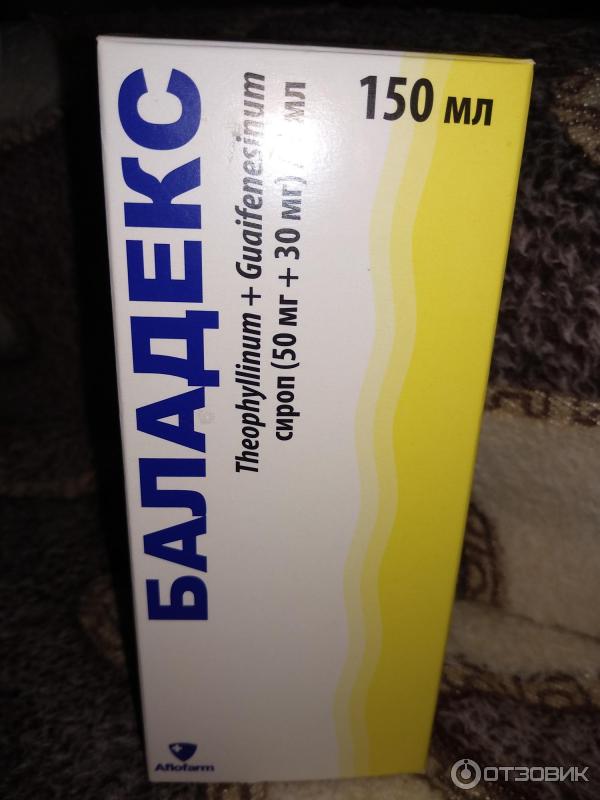 БАЛАДЕКС
Theophyllinum + Guaifenesinum
сироп (50 мг + 30 мг) / мл
150 мл
Aflofarm
ОТЗОВИК